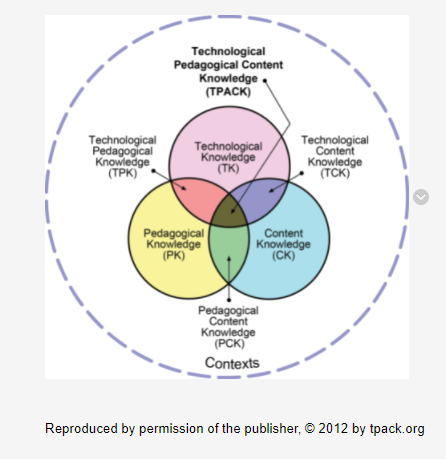 Technological
Pedagogical Content
Knowledge
(TPACK)
Technological
Pedagogical
Knowledge
(TPK)
Technological
Knowledge
(TK)
Technological
Content
Knowledge
(TCK)
Pedagogical
Knowledge
(PK)
Content
Knowledge
(CK)
Pedagogical
Content
Knowledge
(PCK)
Contexts
Reproduced by permission of the publisher, © 2012 by tpack.org